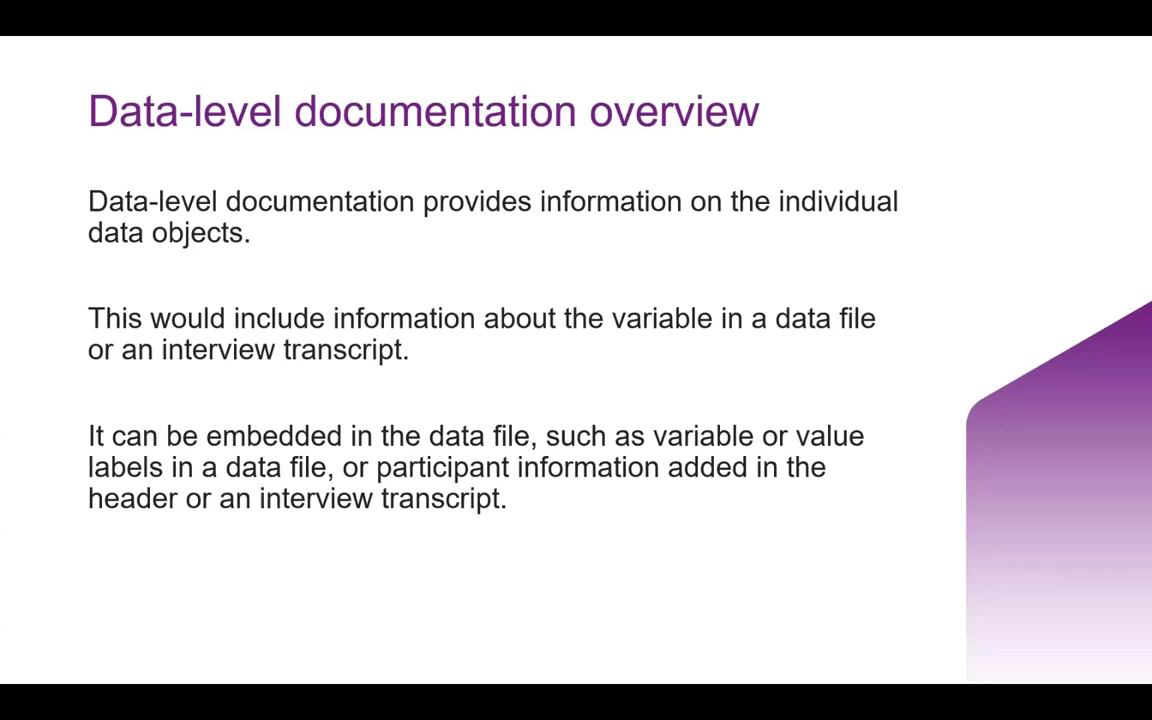 Data-level documentation overview
Data-level documentation provides information on the individual
data objects.
This would include information about the variable in a data file
or an interview transcript.
It can be embedded in the data file, such as variable or value
labels in a data file, or participant information added in the
header or an interview transcript.